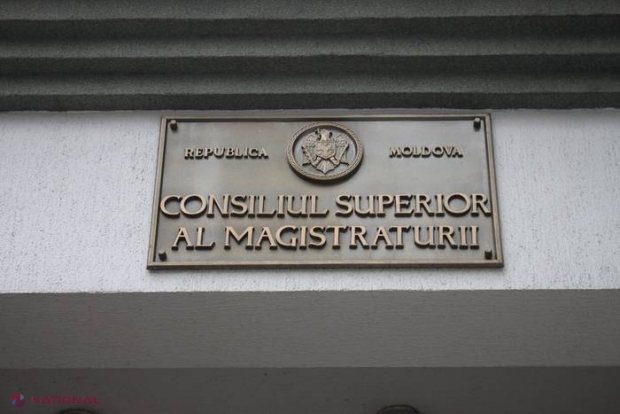 REPUBLICA MOLDOVA
CONSILIUL SUPERIOR
AL MAGISTRATURII